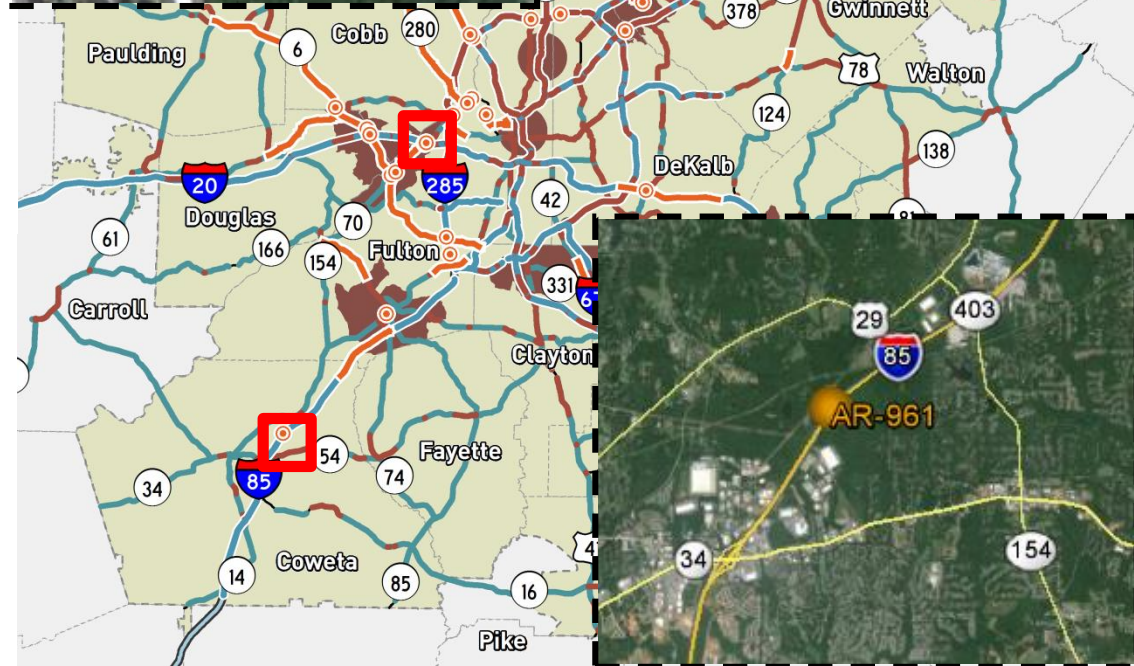 378
Gwinnett
Cobb
280
Paulding
6
78
Walton
124
138
DeKalb
20
285
42
Douglas
70
61
166
Fulton
154
331
Carroll
29
403
85
Clayton
AR-961
54
Fayette
85
74
34
34
154
14
Coweta
85
16
Pike